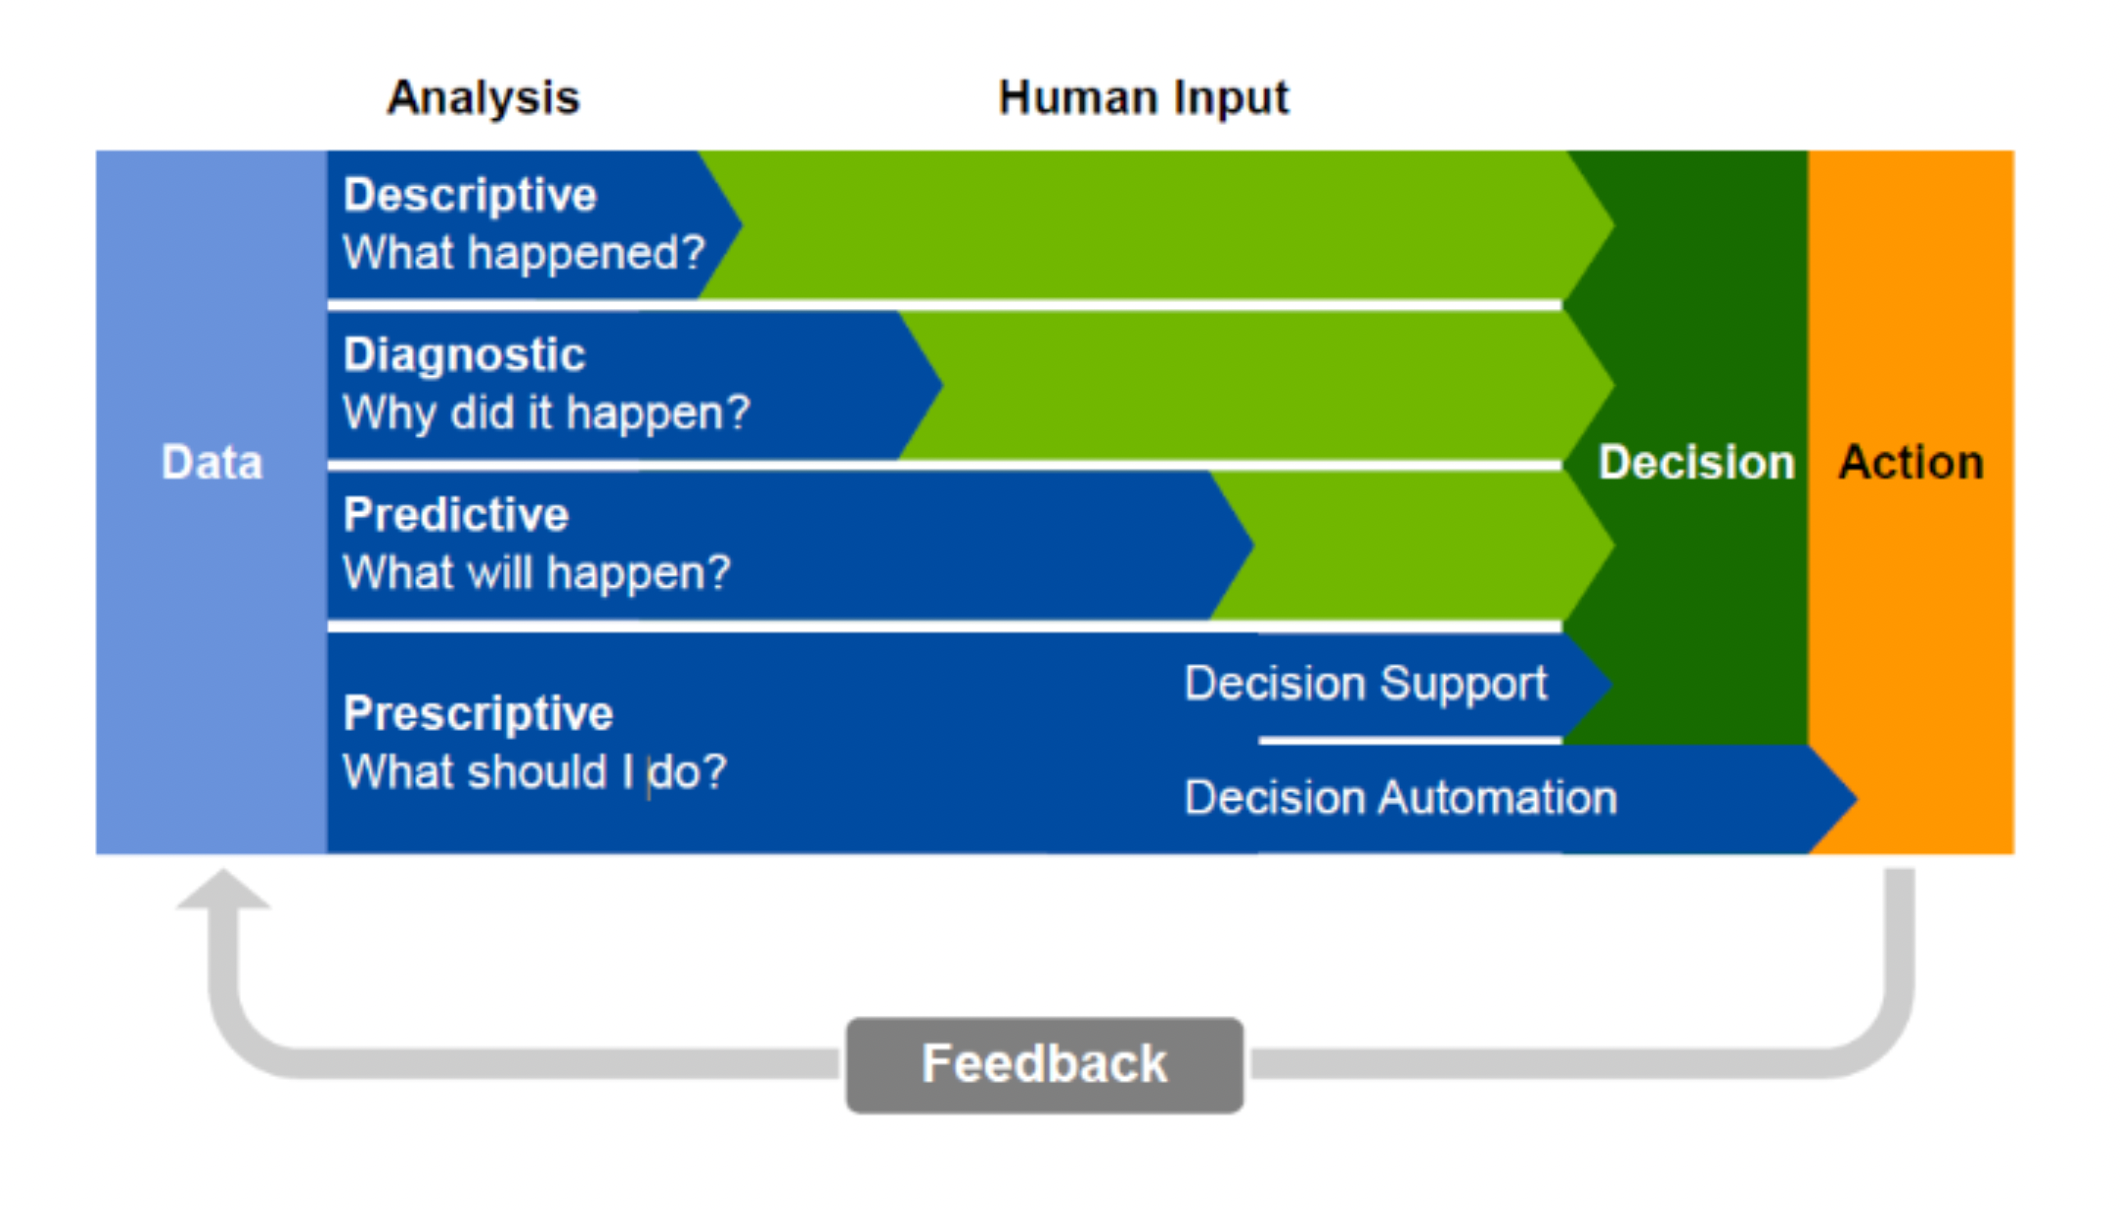 Analysis
Human Input
Data
Descriptive
What happened?
Diagnostic
Why did it happen?
Predictive
What will happen?
Prescriptive
What should I do?
Decision Support
Decision Automation
Decision
Action
Feedback